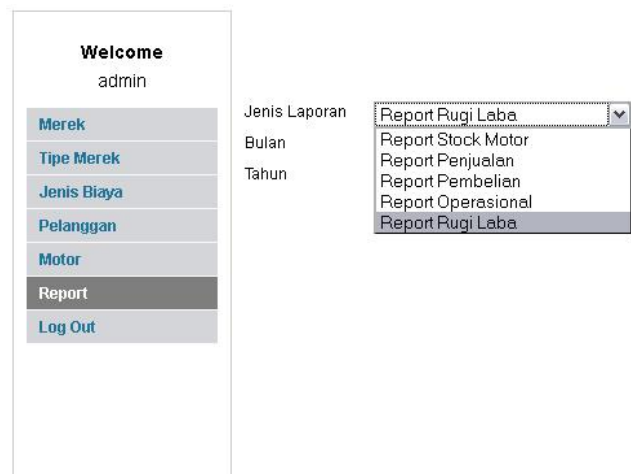 Welcome
admin
Merek
Tipe Merek
Jenis Biaya
Pelanggan
Motor
Report
Log Out
Jenis Laporan
Report Rugi Laba
Report Stock Motor
Report Penjualan
Report Pembelian
Report Operasional
Report Rugi Laba
Bulan
Tahun